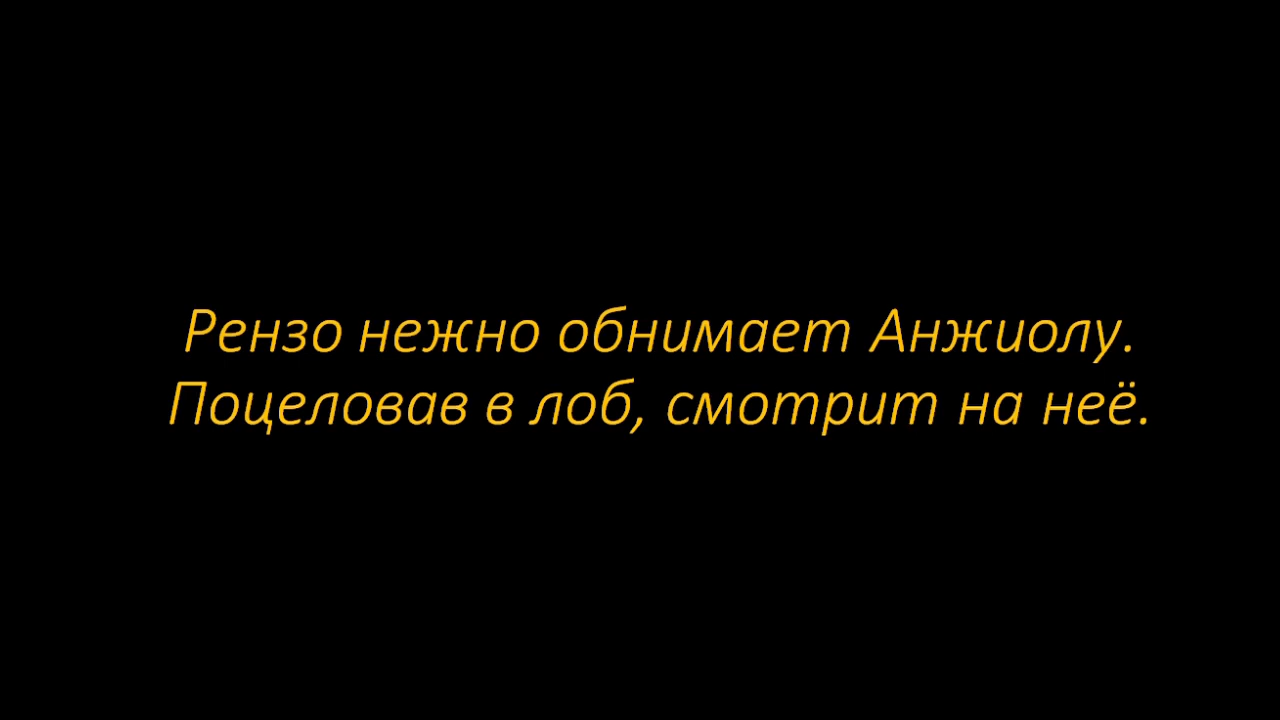 Рензо нежно обнимает Анжиолу.
Поцеловав в лоб, смотрит на неё.